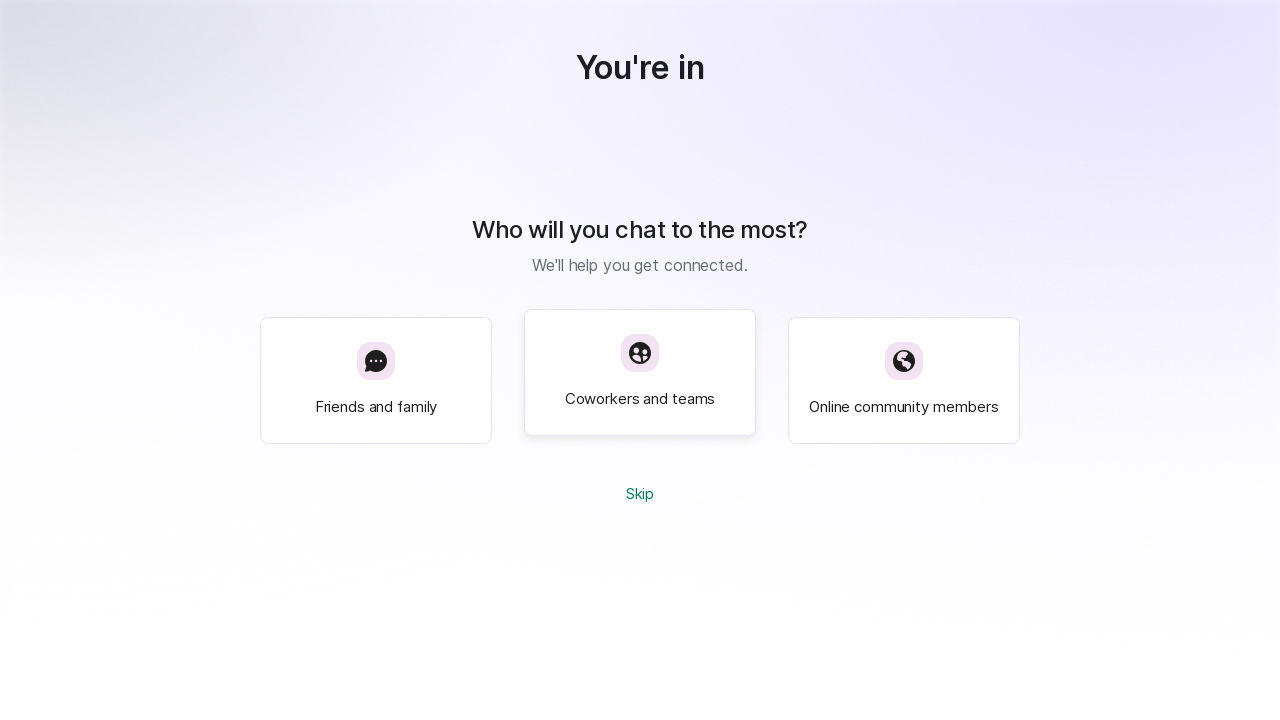 You're in
Who will you chat to the most?
We'll help you get connected.
Friends and family
Coworkers and teams
Online community members
Skip